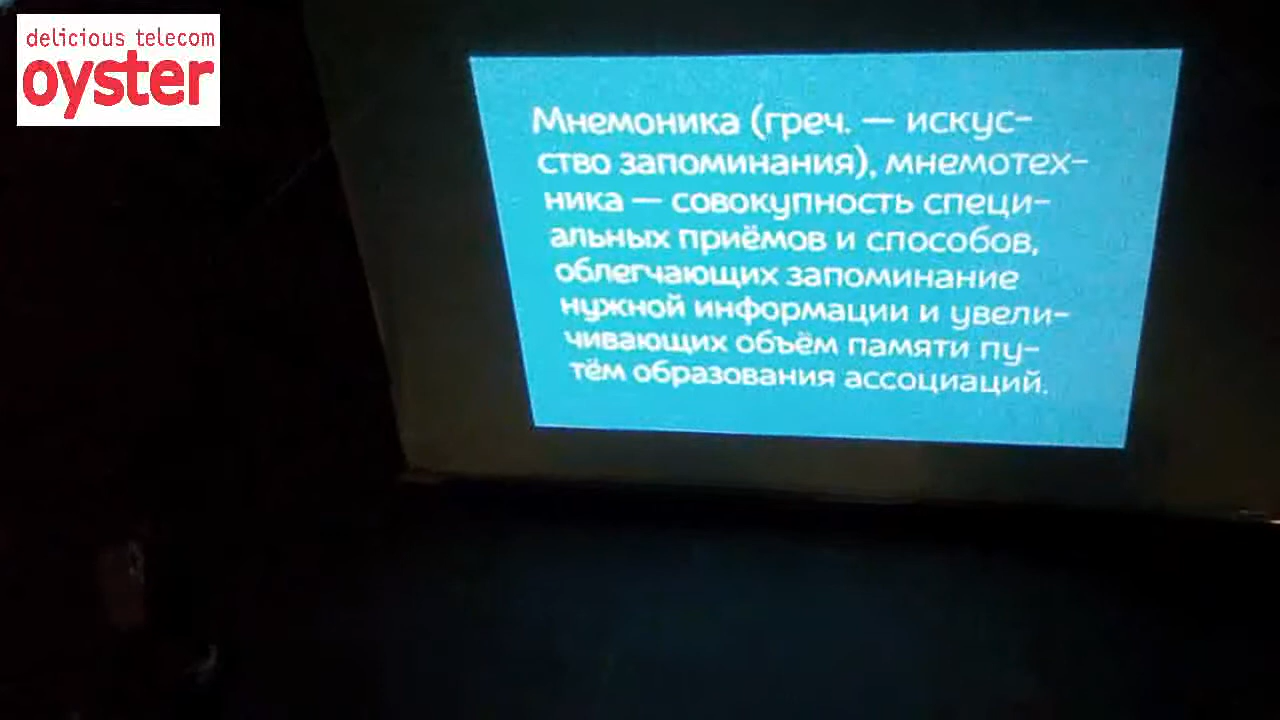 delicious telecom
oyster
Мнемоника (греч. — искус-
ство запоминания), мнемотех-
ника — совокупность специ-
альных приёмов и способов,
облегчающих запоминание
нужной информации и увели-
чивающих объём памяти пу-
тём образования ассоциаций.